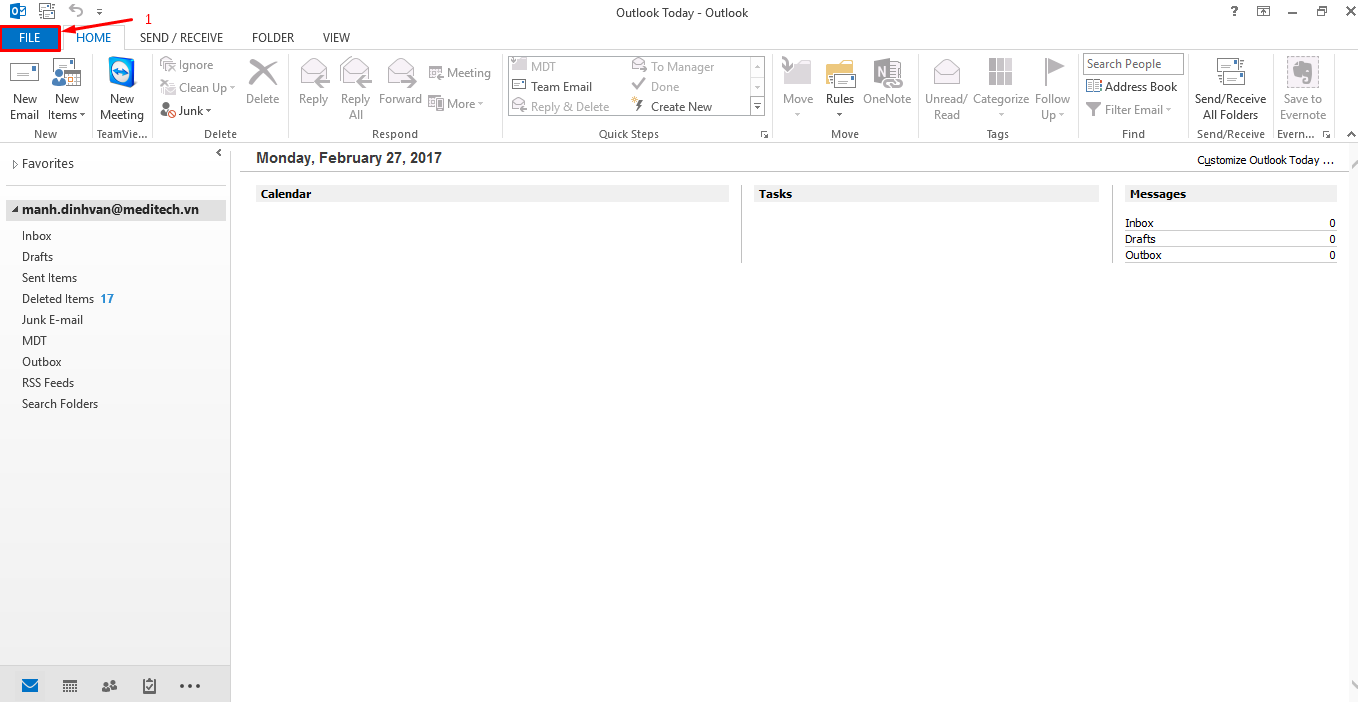 Outlook Today - Outlook
?
1
FILE HOME SEND / RECEIVE FOLDER VIEW
New Email
New Items
New
New Meeting
TeamVie...
Ignore
Clean Up
Junk
Delete
Delete
Reply
Reply All
Forward
Meeting
More
Respond
MDT
Team Email
Reply & Delete
To Manager
Done
Create New
Quick Steps
Move
Rules
OneNote
Move
Unread/ Read
Categorize
Follow Up
Tags
Search People
Address Book
Filter Email
Find
Send/Receive All Folders
Send/Receive
Save to Evernote
Evern...
Favorites
manh.dinhvan@meditech.vn
Inbox
Drafts
Sent Items
Deleted Items 17
Junk E-mail
MDT
Outbox
RSS Feeds
Search Folders
Monday, February 27, 2017
Customize Outlook Today ...
Calendar
Tasks
Messages
Inbox 0
Drafts 0
Outbox 0